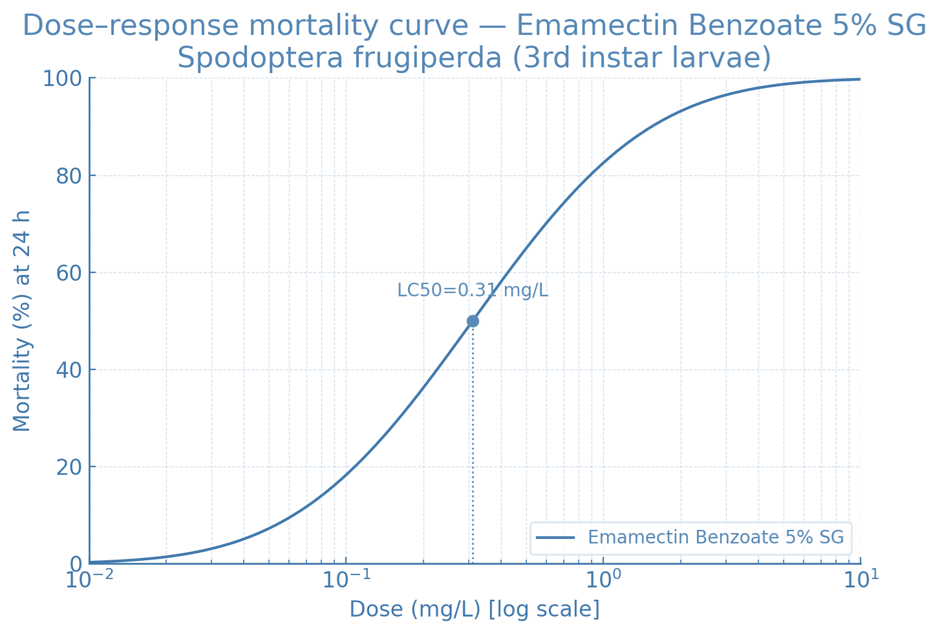 Dose–response mortality curve — Emamectin Benzoate 5% SG
Spodoptera frugiperda (3rd instar larvae)
Mortality (%) at 24 h
100
80
60
40
20
0
LC50=0.31 mg/L
Emamectin Benzoate 5% SG
10⁻² 10⁻¹ 10⁰ 10¹
Dose (mg/L) [log scale]